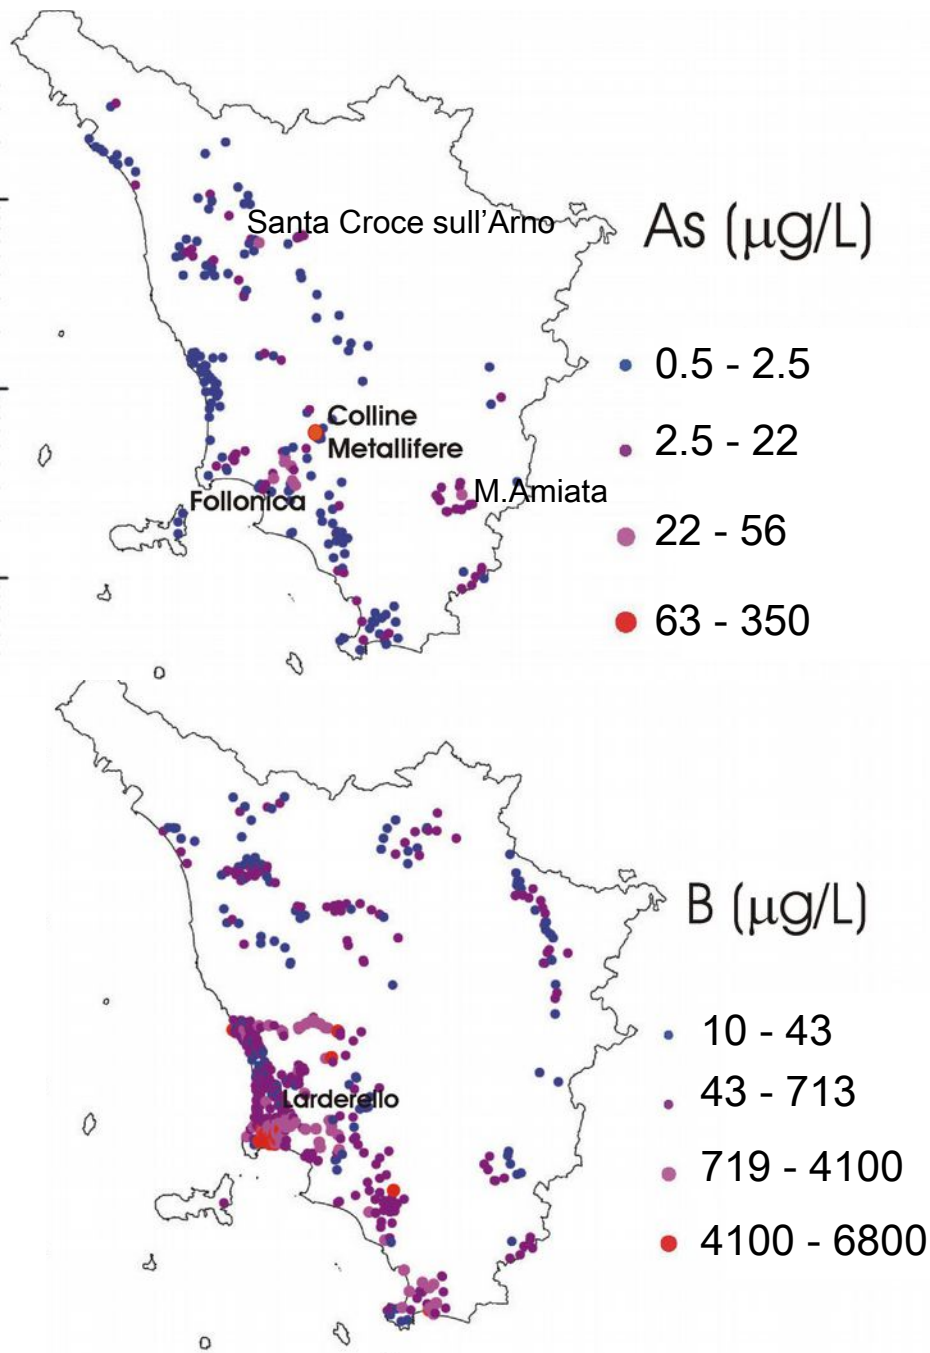 Santa Croce sull'Arno
As (µg/L)
0.5 - 2.5
Colline
Metallifere
2.5 - 22
M.Amiata
Follonica
22 - 56
63 - 350
B (µg/L)
10 - 43
43 - 713
Larderello
719 - 4100
4100 - 6800